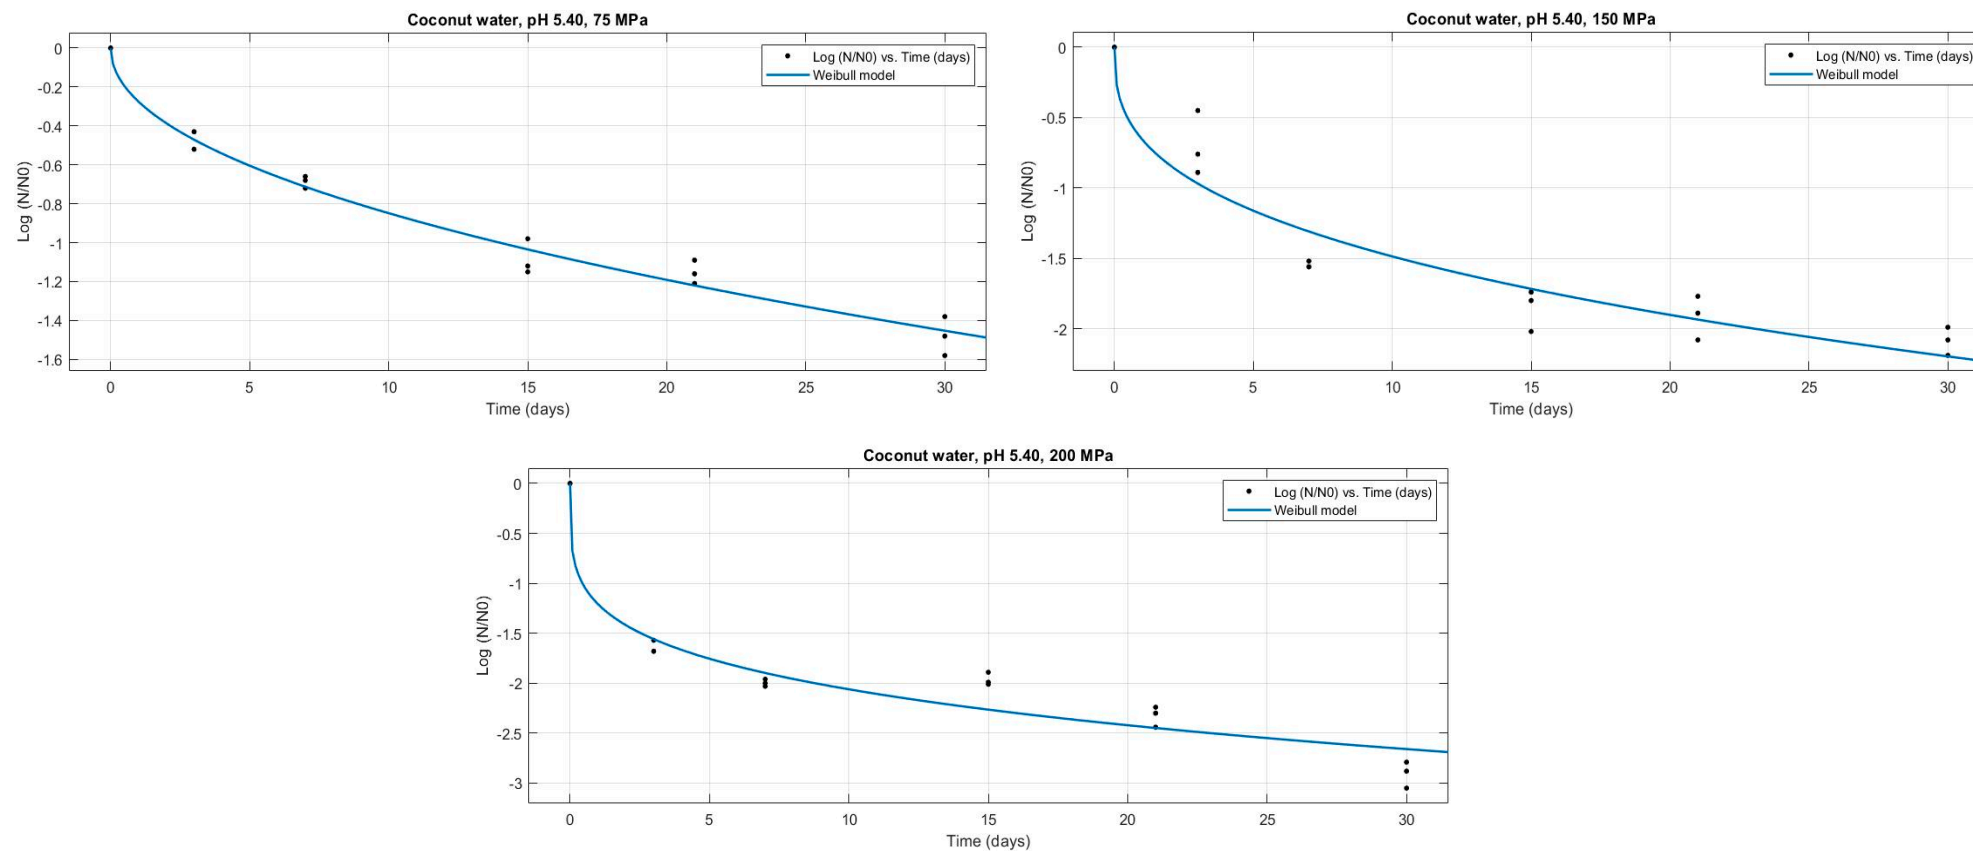 Coconut water, pH 5.40, 75 MPa
Log (N/N0) vs. Time (days)
Weibull model
0
-0.2
-0.4
-0.6
-0.8
-1
-1.2
-1.4
-1.6
Log (N/N0)
0 5 10 15 20 25 30
Time (days)
Coconut water, pH 5.40, 150 MPa
Log (N/N0) vs. Time (days)
Weibull model
0
-0.5
-1
-1.5
-2
Log (N/N0)
0 5 10 15 20 25 30
Time (days)
Coconut water, pH 5.40, 200 MPa
Log (N/N0) vs. Time (days)
Weibull model
0
-0.5
-1
-1.5
-2
-2.5
-3
Log (N/N0)
0 5 10 15 20 25 30
Time (days)